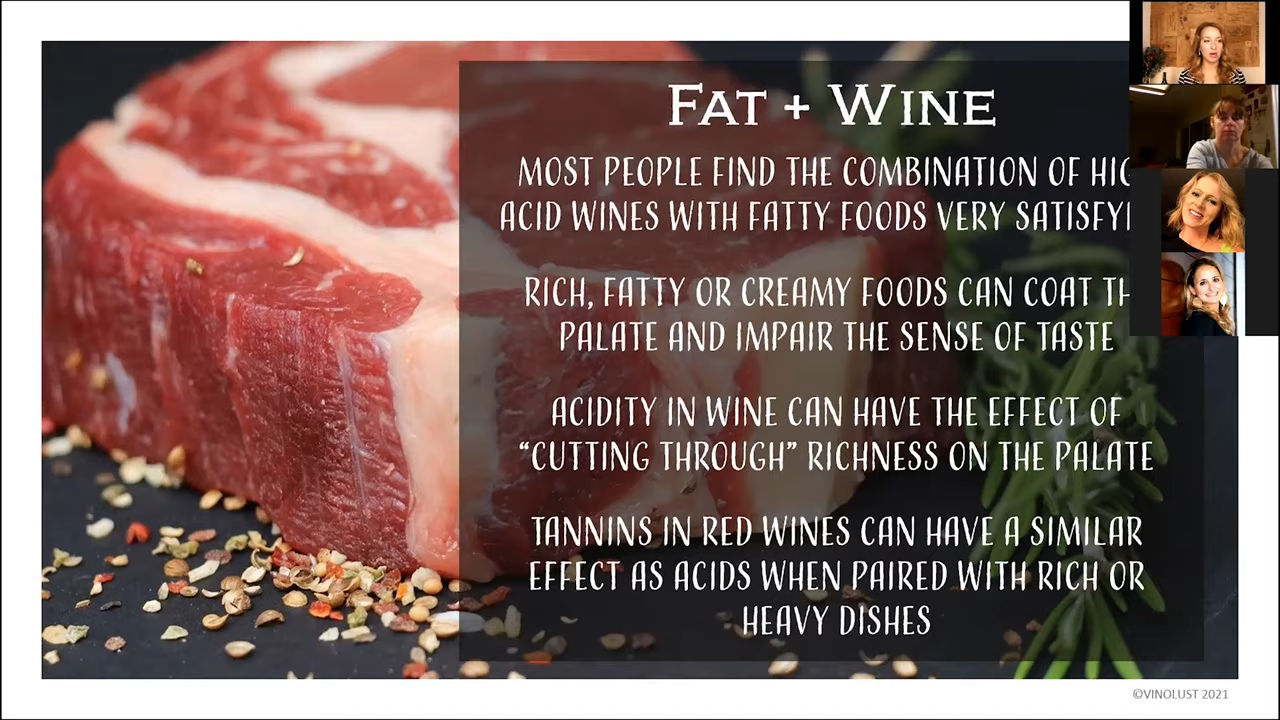 FAT + WINE
MOST PEOPLE FIND THE COMBINATION OF
ACID WINES WITH FATTY FOODS VERY
RICH, FATTY OR CREAMY FOODS CAN COAT
PALATE AND IMPAIR THE SENSE OF TASTE
ACIDITY IN WINE CAN HAVE THE EFFECT OF
“CUTTING THROUGH” RICHNESS ON THE PALATE
TANNINS IN RED WINES CAN HAVE A SIMILAR
EFFECT AS ACIDS WHEN PAIRED WITH RICH OR
HEAVY DISHES
©VINOLUST 2021